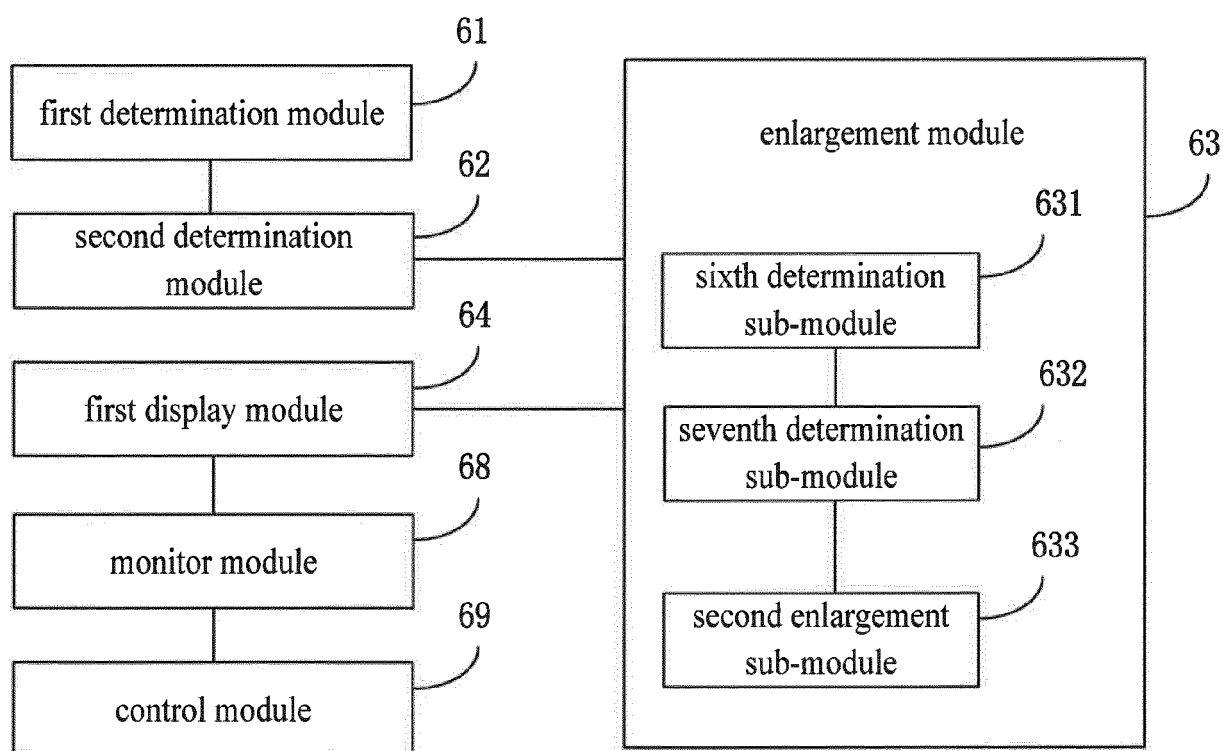 61
first determination module
62
second determination
module
64
first display module
68
monitor module
69
control module
enlargement module
63
631
sixth determination
sub-module
632
seventh determination
sub-module
633
second enlargement
sub-module